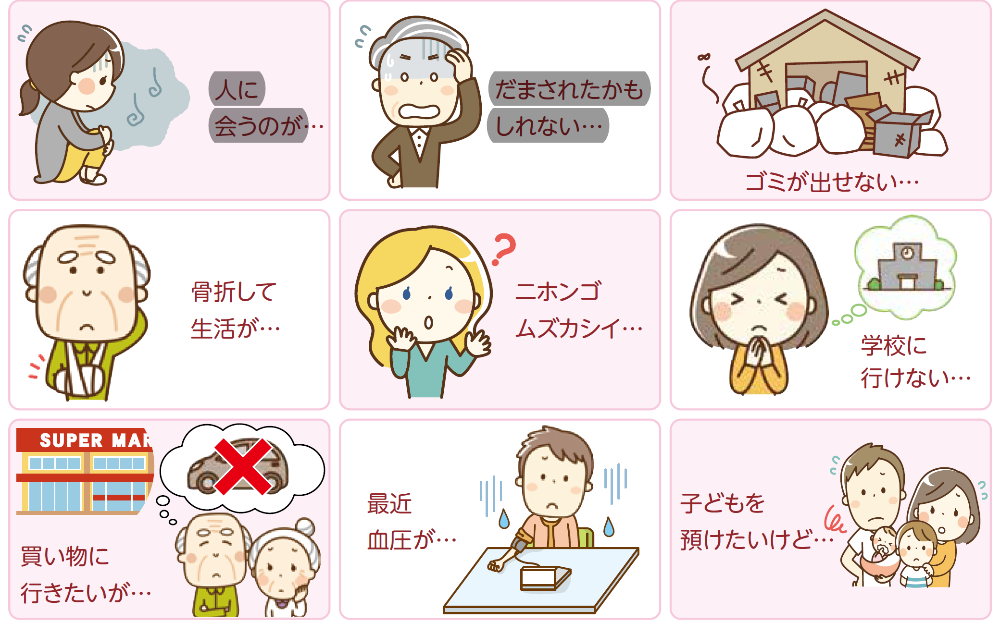 人に
会うのが…
だまされたかも
しれない…
ゴミが出せない…
骨折して
生活が…
ニホンゴ
ムズカシイ…
学校に
行けない…
SUPER MAR
買い物に
行きたいが…
最近
血圧が…
子どもを
預けたいけど…